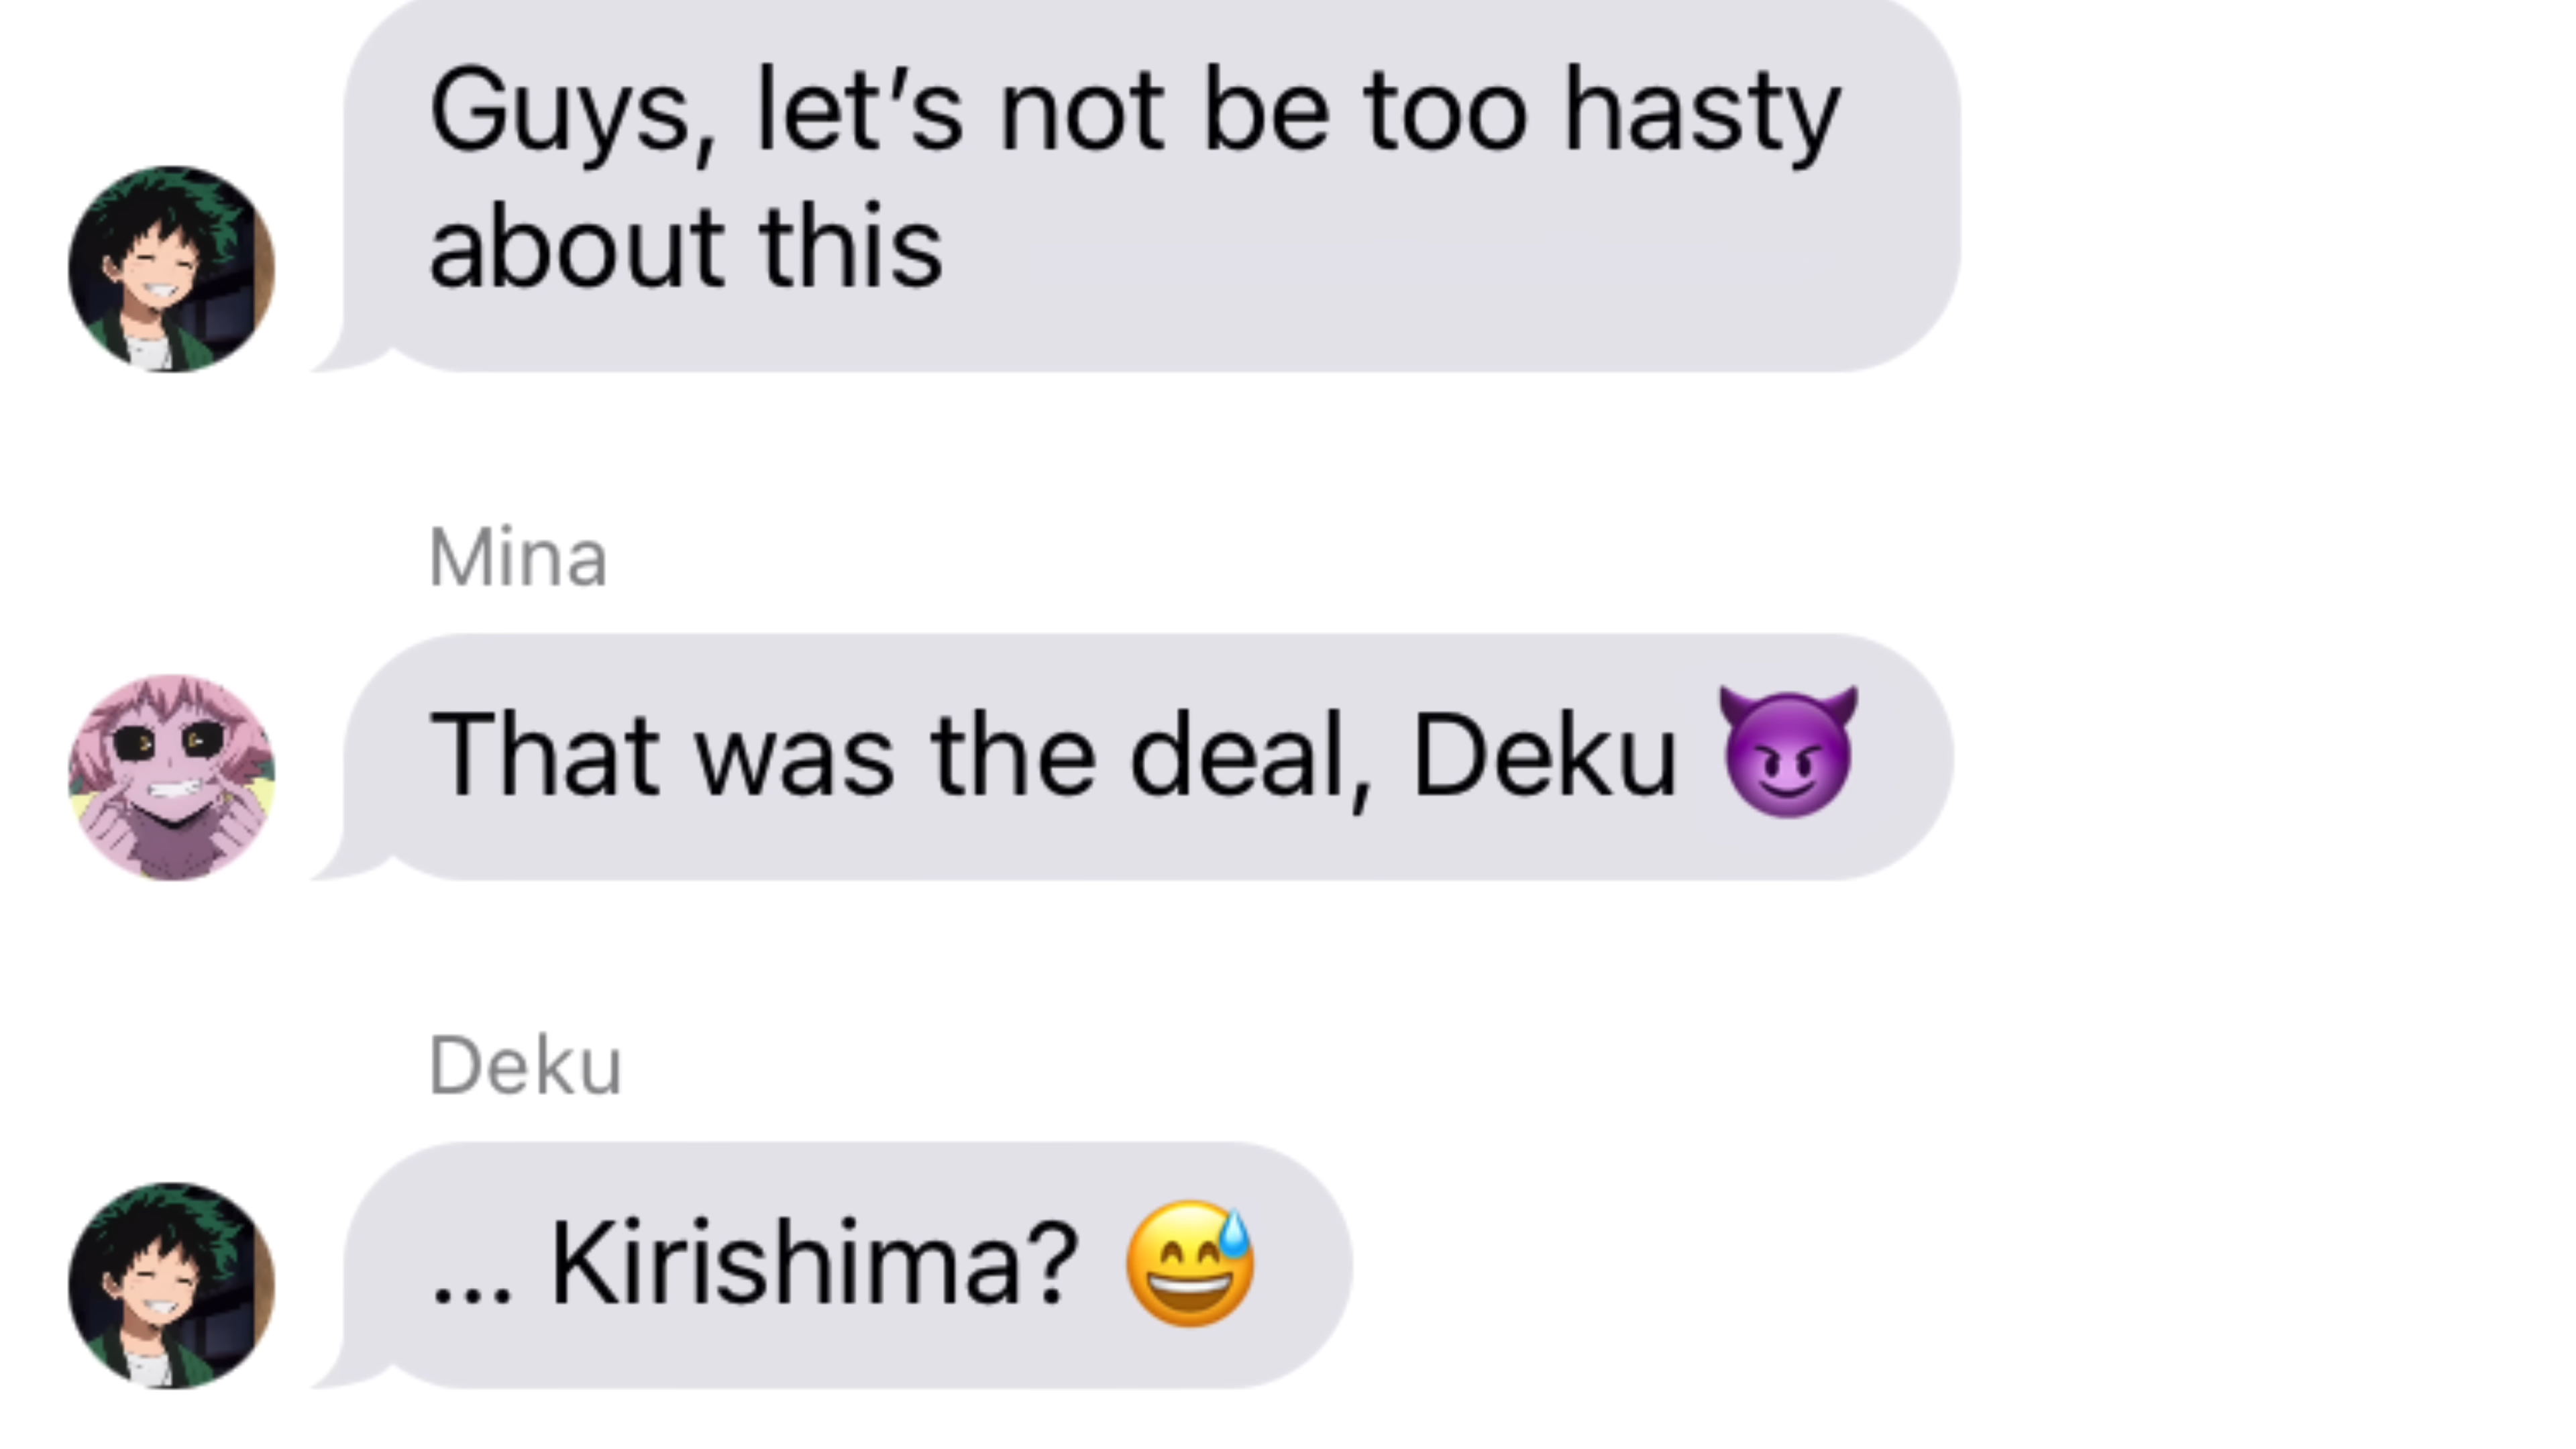 Guys, let’s not be too hasty
about this
Mina
That was the deal, Deku 😈
Deku
... Kirishima? 😅